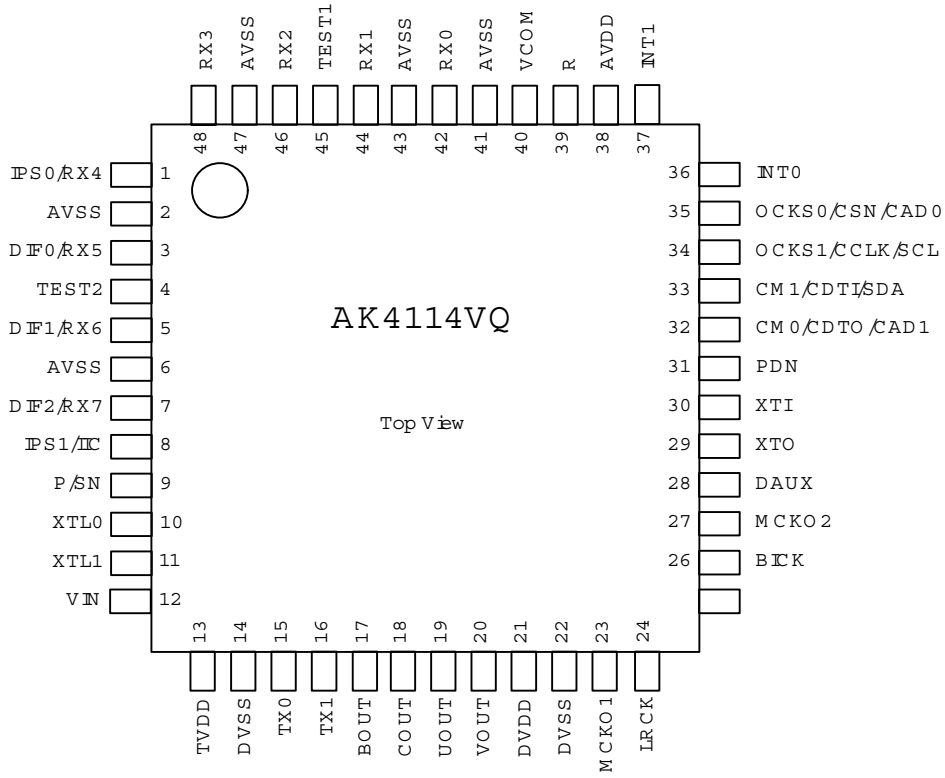 RX3
AVSS
RX2
TEST1
RX1
AVSS
RX0
AVSS
VCOM
R
AVDD
INT1
48
47
46
45
44
43
42
41
40
39
38
37
IPS0/RX4 1
AVSS 2
DIF0/RX5 3
TEST2 4
DIF1/RX6 5
AVSS 6
DIF2/RX7 7
IPS1/IIC 8
P/SN 9
XTL0 10
XTL1 11
VIN 12
AK4114VQ
Top View
36 INT0
35 OCKS0/CSN/CAD0
34 OCKS1/CCLK/SCL
33 CM1/CDTI/SDA
32 CM0/CDTO/CAD1
31 PDN
30 XTI
29 XTO
28 DAUX
27 MCKO2
26 BICK
13
14
15
16
17
18
19
20
21
22
23
24
TVDD
DVSS
TX0
TX1
BOUT
COUT
UOUT
VOUT
DVDD
DVSS
MCKO1
LRCK